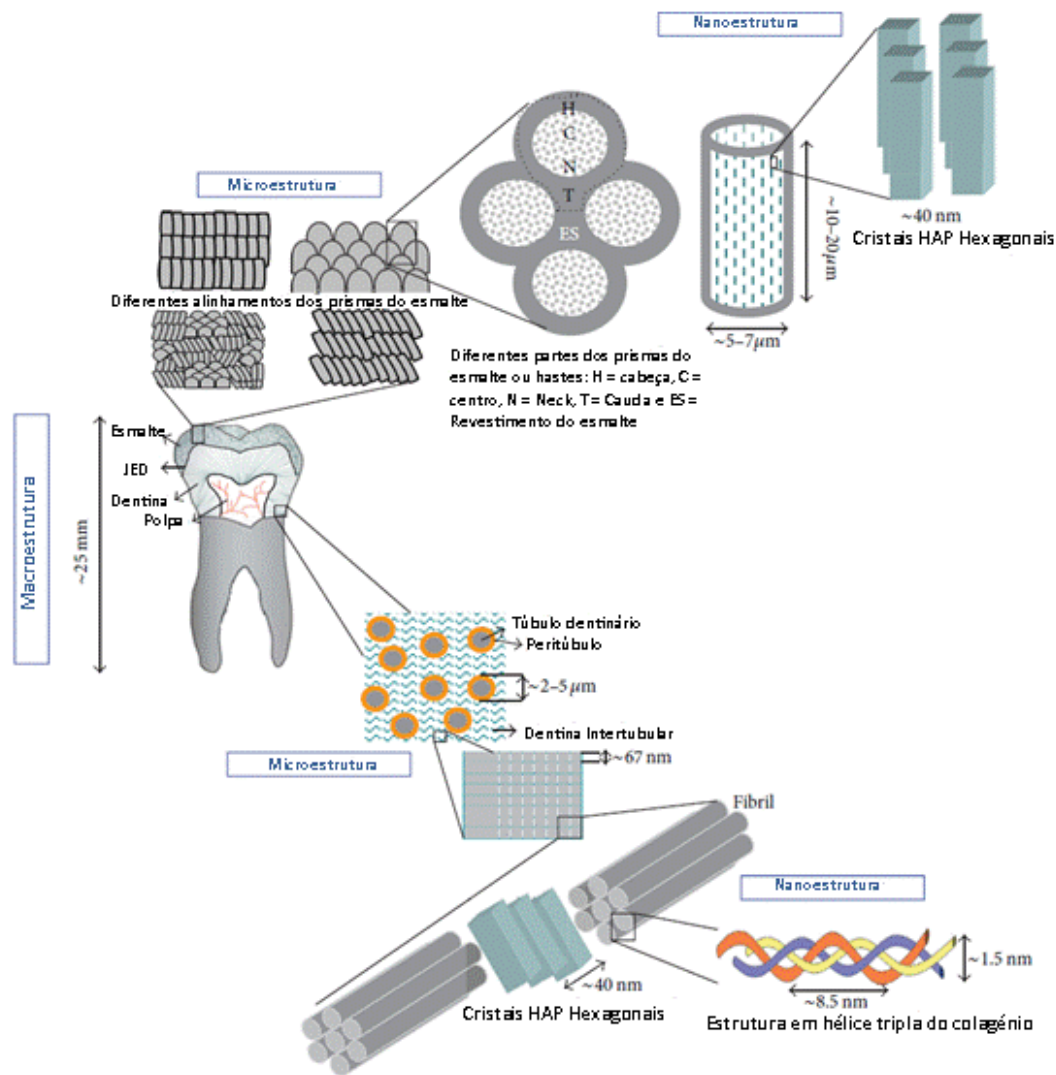 Nanoestrutura
H
C
N
T
ES
~10–20μm
~40 nm
Cristais HAP Hexagonais
~5–7μm
Microestrutura
Diferentes alinhamentos dos prismas do esmalte
Diferentes partes dos prismas do
esmalte ou hastes: H = cabeça, C =
centro, N = Neck, T= Cauda e ES=
Revestimento do esmalte
Macroestrutura
~25 mm
Esmalte
JED
Dentina
Polpa
Túbulo dentinário
Peritúbulo
~2–5 μm
Dentina Intertubular
Microestrutura
~67 nm
Fibril
Nanoestrutura
~40 nm
Cristais HAP Hexagonais
~1.5 nm
~8.5 nm
Estrutura em hélice tripla do colagénio